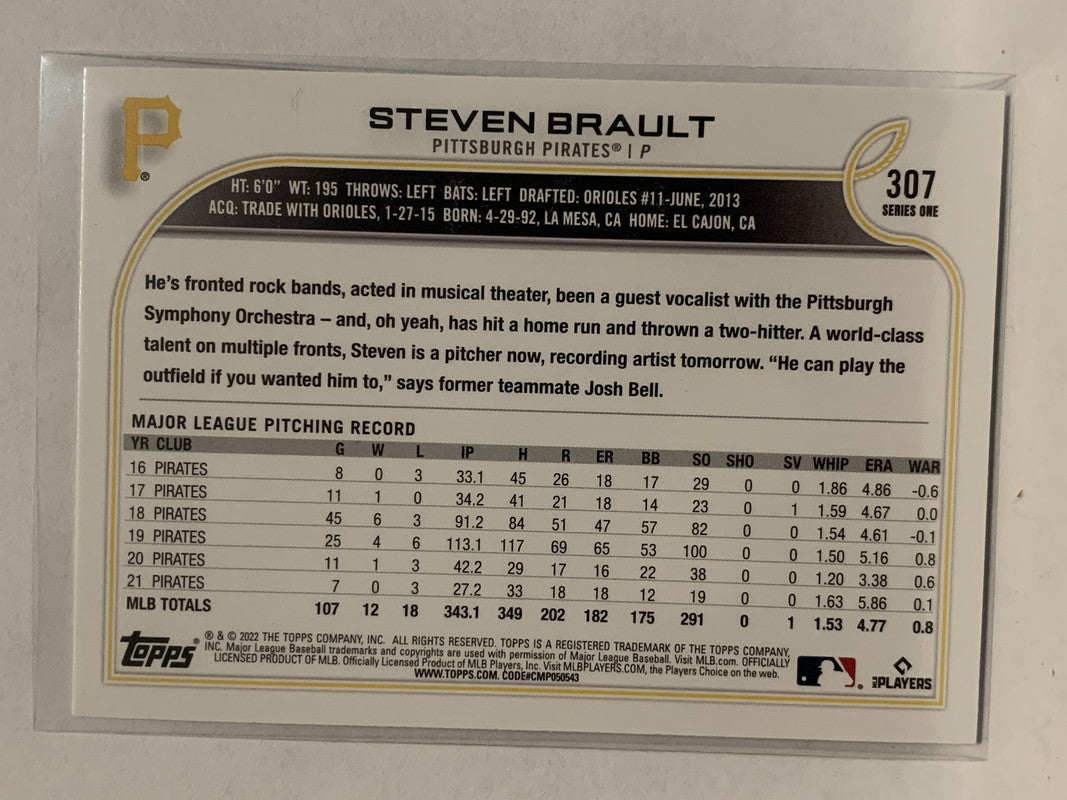 P ®
STEVEN BRAULT
PITTSBURGH PIRATES® | P
307
SERIES ONE
HT: 6'0" WT: 195 THROWS: LEFT BATS: LEFT DRAFTED: ORIOLES #11-JUNE, 2013
ACQ: TRADE WITH ORIOLES, 1-27-15 BORN: 4-29-92, LA MESA, CA HOME: EL CAJON, CA
He's fronted rock bands, acted in musical theater, been a guest vocalist with the Pittsburgh
Symphony Orchestra – and, oh yeah, has hit a home run and thrown a two-hitter. A world-class
talent on multiple fronts, Steven is a pitcher now, recording artist tomorrow. “He can play the
outfield if you wanted him to,” says former teammate Josh Bell.
MAJOR LEAGUE PITCHING RECORD
YR CLUB G W L IP H R ER BB SO SHO SV WHIP ERA WAR
16 PIRATES 8 0 3 33.1 45 26 18 17 29 0 0 1.86 4.86 -0.6
17 PIRATES 11 1 0 34.2 41 21 18 14 23 0 1 1.59 4.67 0.0
18 PIRATES 45 6 3 91.2 84 51 47 57 82 0 0 1.54 4.61 -0.1
19 PIRATES 25 4 6 113.1 117 69 65 53 100 0 0 1.50 5.16 0.8
20 PIRATES 11 1 3 42.2 29 17 16 22 38 0 0 1.20 3.38 0.6
21 PIRATES 7 0 3 27.2 33 18 18 12 19 0 0 1.63 5.86 0.1
MLB TOTALS 107 12 18 343.1 349 202 182 175 291 0 1 1.53 4.77 0.8
Topps®
® & © 2022 THE TOPPS COMPANY, INC. ALL RIGHTS RESERVED. TOPPS IS A REGISTERED TRADEMARK OF THE TOPPS COMPANY,
INC. Major League Baseball trademarks and copyrights are used with permission of Major League Baseball. Visit MLB.com. OFFICIALLY
LICENSED PRODUCT OF MLB. Officially Licensed Product of MLB Players, Inc. Visit MLBPLAYERS.COM, the Players Choice on the web.
WWW.TOPPS.COM. CODE#CMP050543
MLB PLAYERS